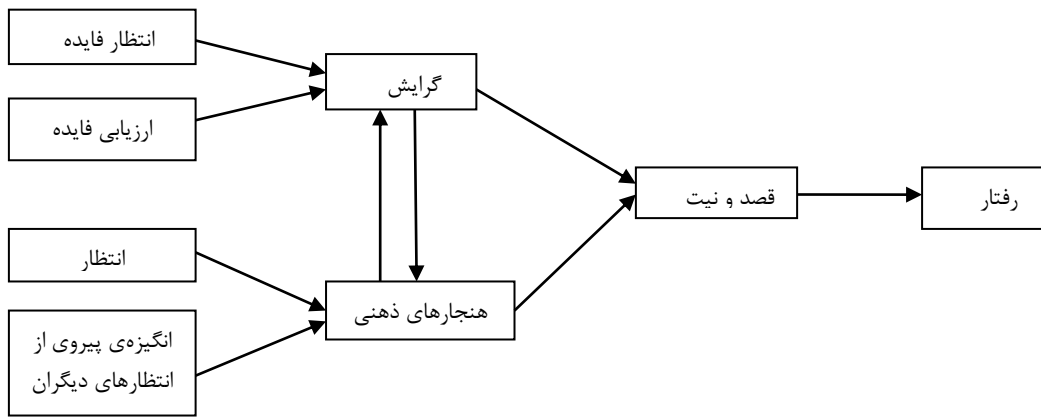 انتظار فایده
گرایش
ارزیابی فایده
قصد و نیت
رفتار
انتظار
هنجارهای ذهنی
انگیزه‌ی پیروی از
انتظارهای دیگران